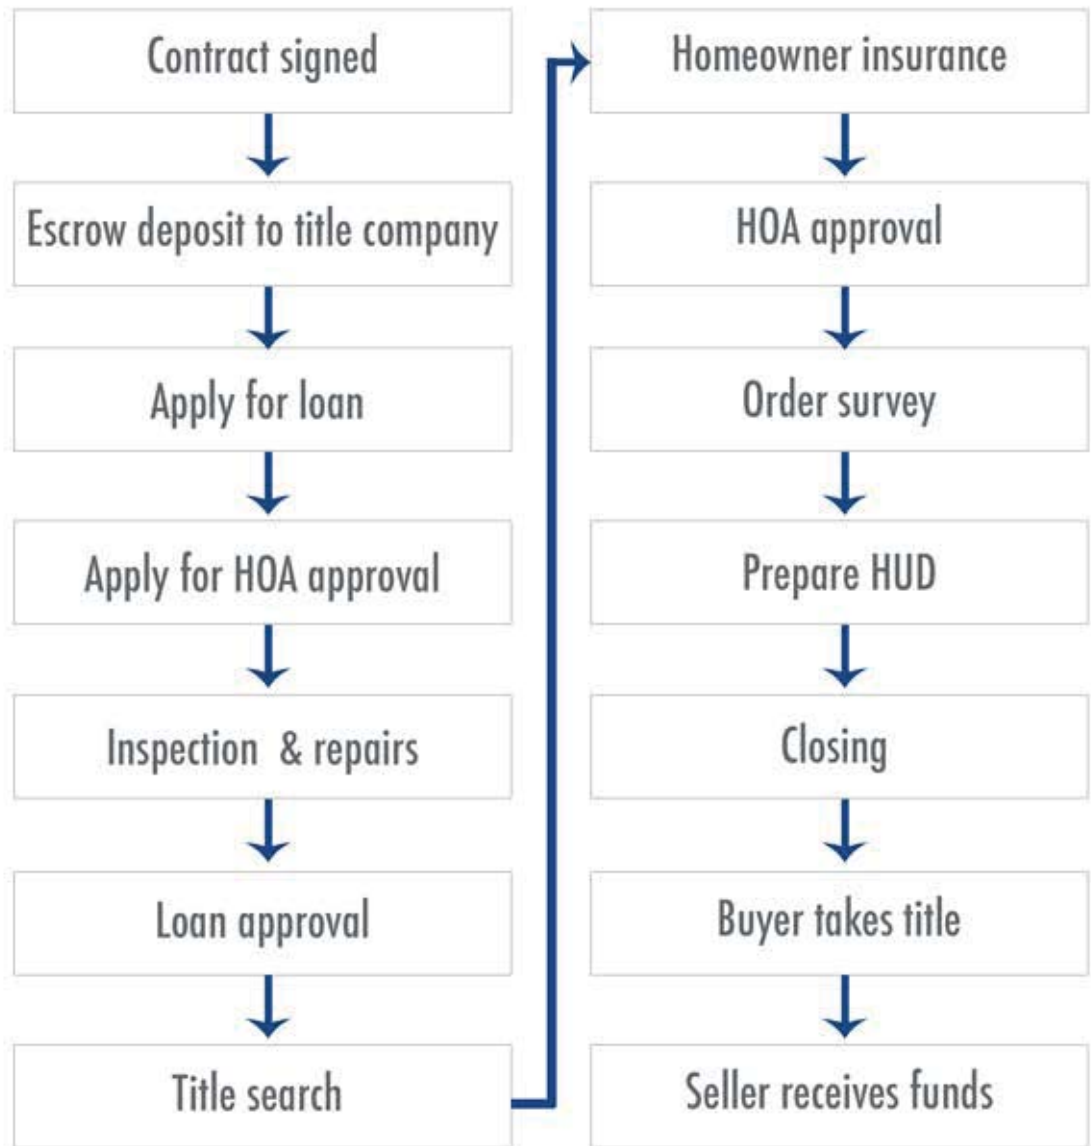 Contract signed
Escrow deposit to title company
Apply for loan
Apply for HOA approval
Inspection & repairs
Loan approval
Title search
Homeowner insurance
HOA approval
Order survey
Prepare HUD
Closing
Buyer takes title
Seller receives funds